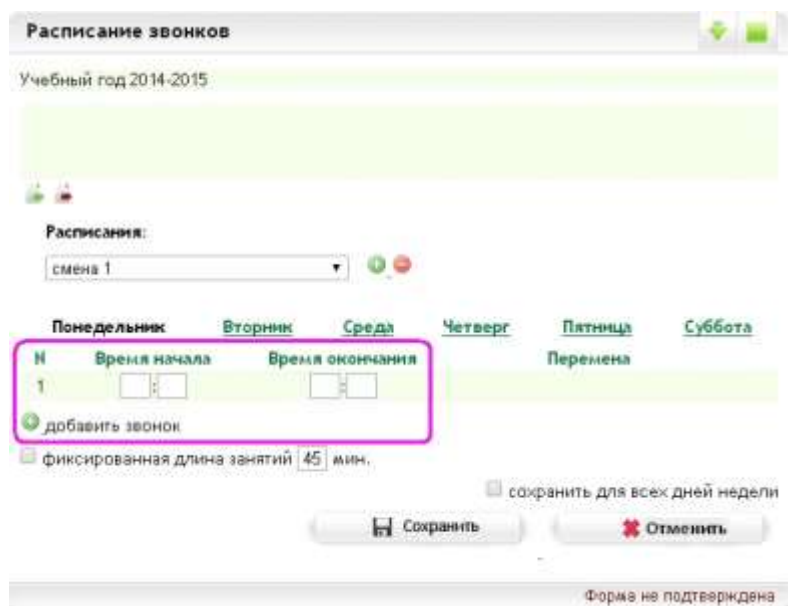 Расписание звонков
Учебный год 2014-2015
Расписания:
смена 1
Понедельник Вторник Среда Четверг Пятница Суббота
N Время начала Время окончания Перемена
1 : :
добавить звонок
фиксированная длина занятий 45 мин.
сохранить для всех дней недели
Сохранить Отменить
Форма не подтверждена